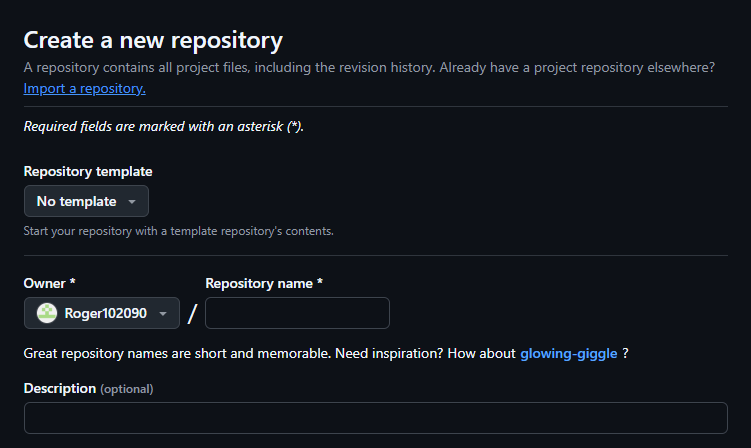 Create a new repository
A repository contains all project files, including the revision history. Already have a project repository elsewhere?
Import a repository.
Required fields are marked with an asterisk (*).
Repository template
No template
Start your repository with a template repository's contents.
Owner * Repository name *
Roger102090 /
Great repository names are short and memorable. Need inspiration? How about glowing-giggle ?
Description (optional)